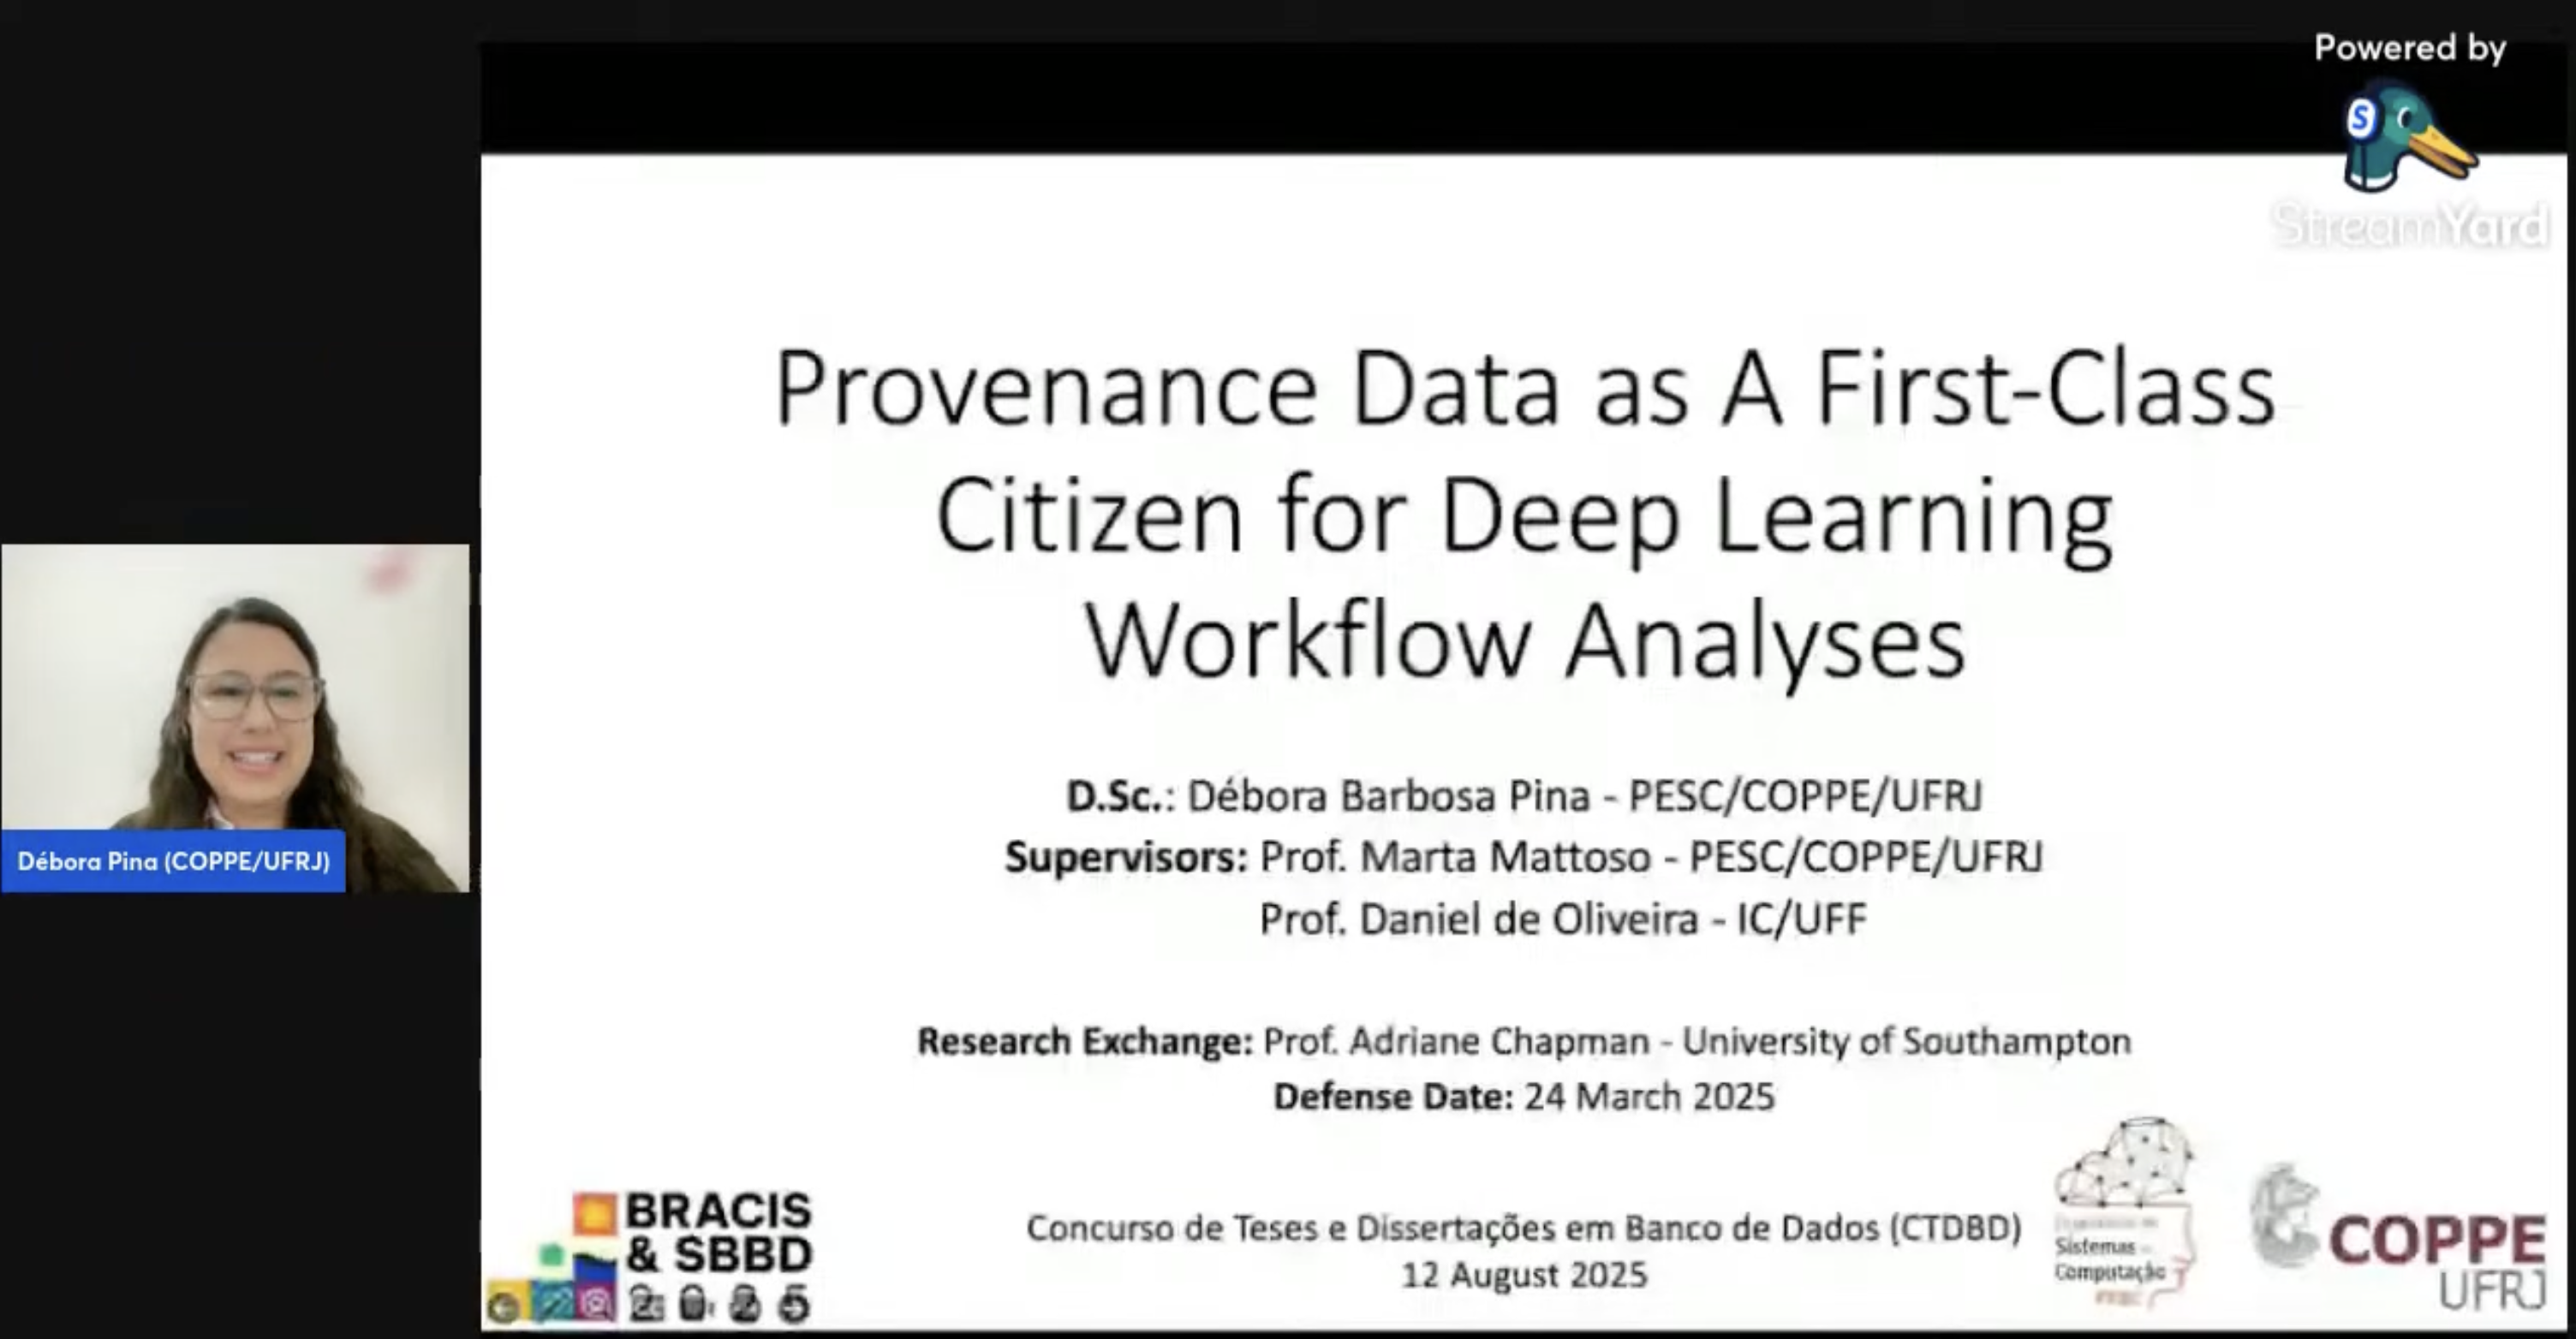 Powered by
S
StreamYard
Provenance Data as A First-Class
Citizen for Deep Learning
Workflow Analyses
Débora Pina (COPPE/UFRJ)
D.Sc.: Débora Barbosa Pina - PESC/COPPE/UFRJ
Supervisors: Prof. Marta Mattoso - PESC/COPPE/UFRJ
Prof. Daniel de Oliveira - IC/UFF
Research Exchange: Prof. Adriane Chapman - University of Southampton
Defense Date: 24 March 2025
BRACIS
& SBBD
Concurso de Teses e Dissertações em Banco de Dados (CTDBD)
12 August 2025
Sistemas
Computação
COPPE
UFRJ